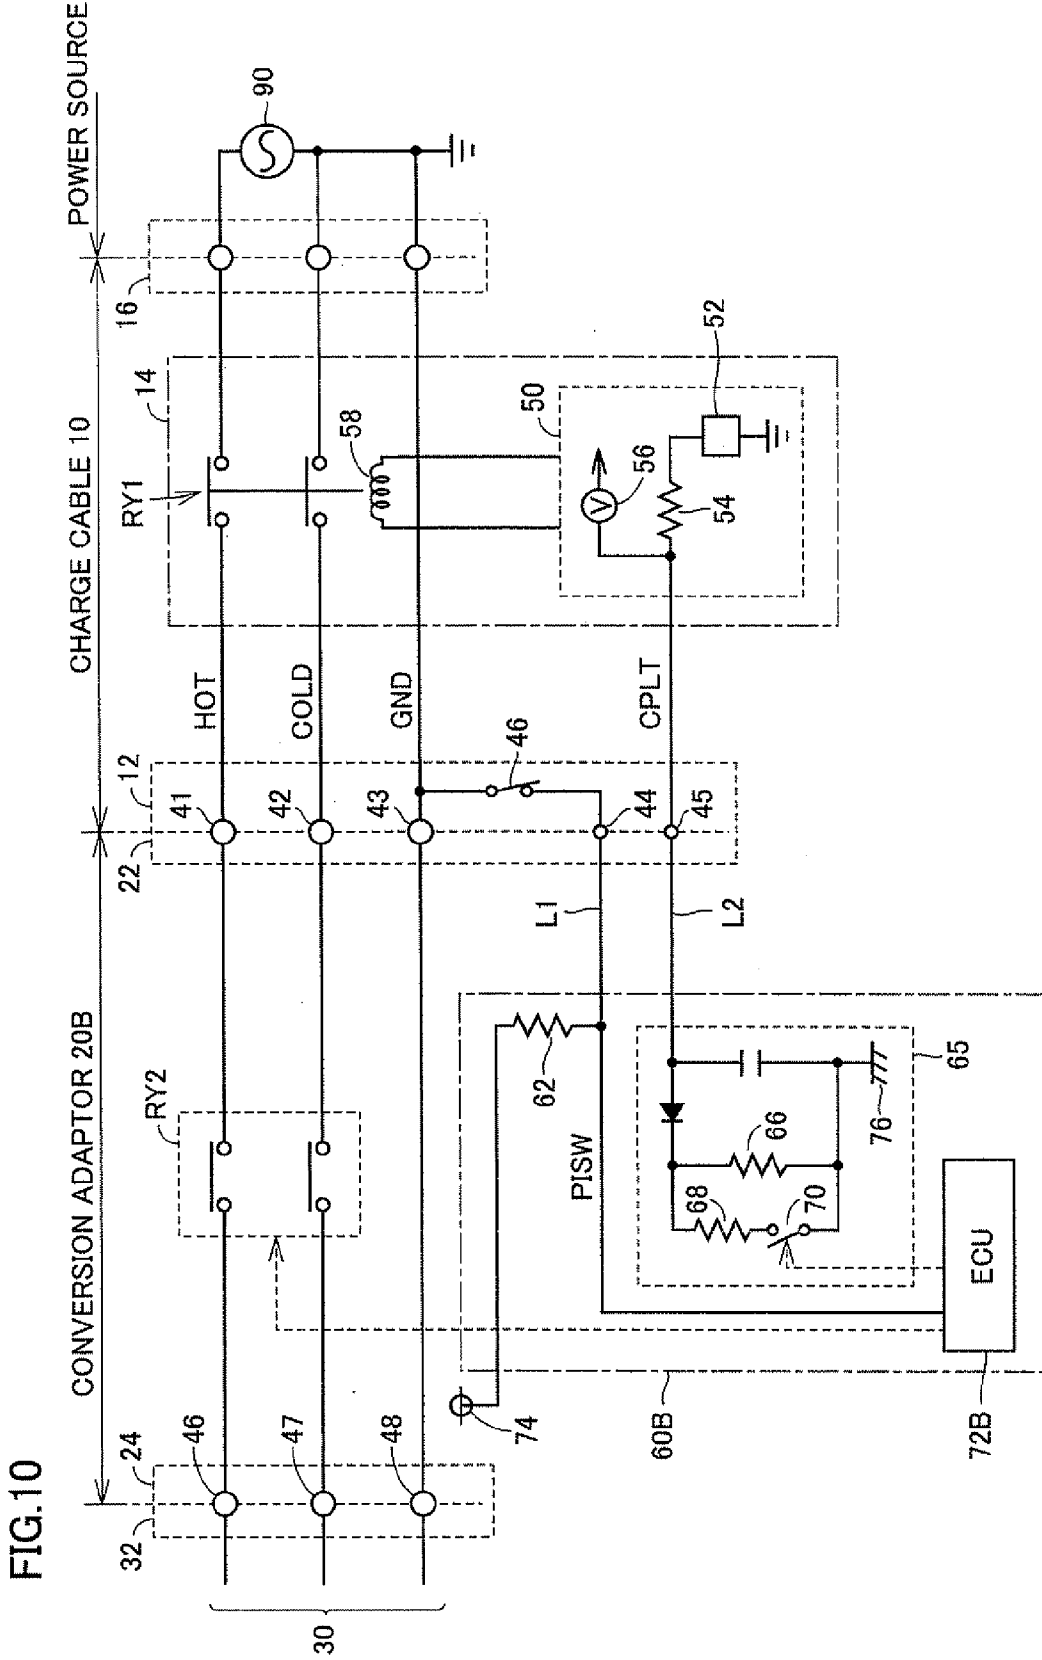 FIG.10
CONVERSION ADAPTOR 20B
CHARGE CABLE 10
POWER SOURCE
32
24
22
12
14
16
90
RY2
RY1
46
41
HOT
47
42
COLD
58
48
43
GND
30
46
50
52
56
54
74
62
L1
44
PISW
L2
45
CPLT
68
66
70
76
65
60B
ECU
72B
V